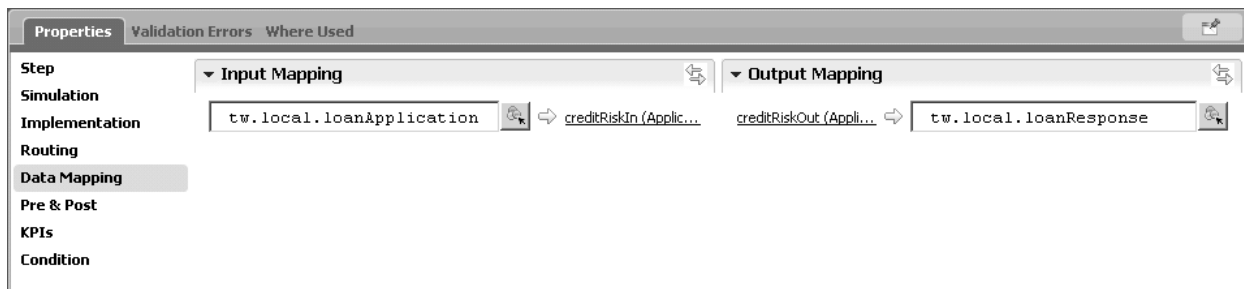 Properties Validation Errors Where Used
Step
Simulation
Implementation
Routing
Data Mapping
Pre & Post
KPIs
Condition
Input Mapping
tw.local.loanApplication creditRiskIn (Applic...
Output Mapping
creditRiskOut (Appli... tw.local.loanResponse